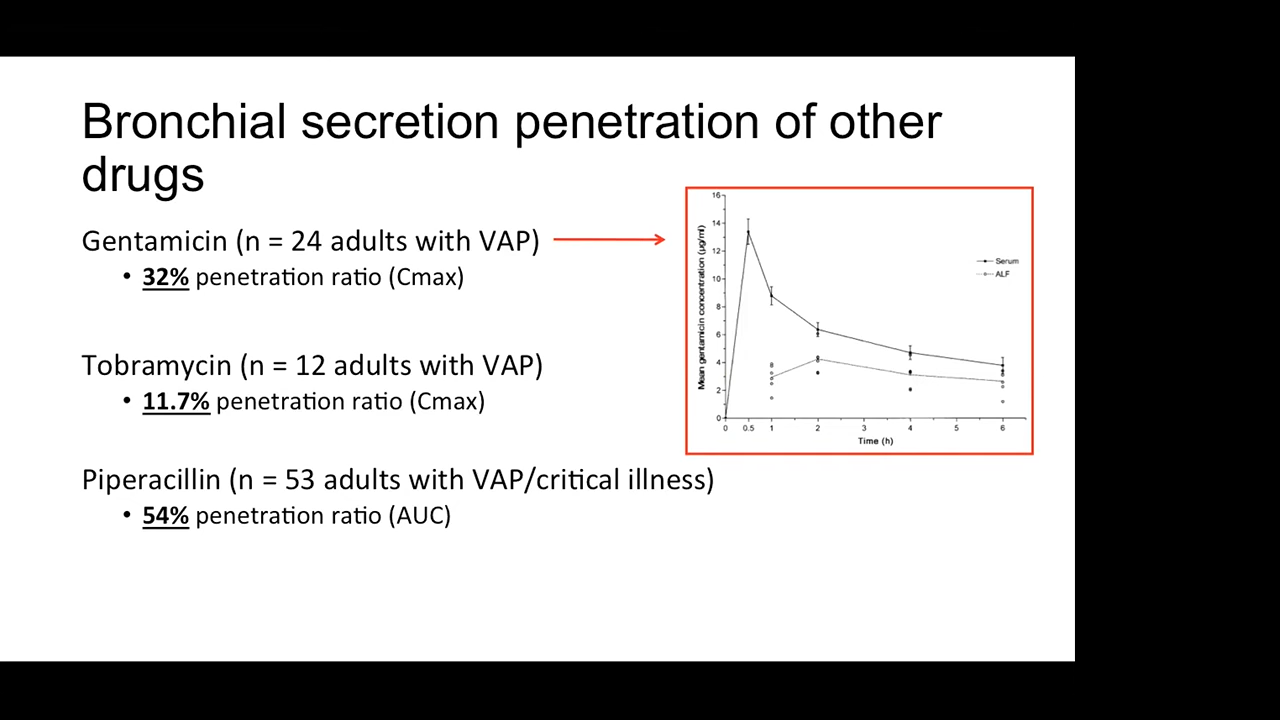 Bronchial secretion penetration of other
drugs
Gentamicin (n = 24 adults with VAP)
• 32% penetration ratio (Cmax)
Tobramycin (n = 12 adults with VAP)
• 11.7% penetration ratio (Cmax)
Piperacillin (n = 53 adults with VAP/critical illness)
• 54% penetration ratio (AUC)
Mean gentamicin concentration (µg/ml)
16
14
12
10
8
6
4
2
0
Serum
ALF
0 0.5 1 2 3 4 5 6
Time (h)